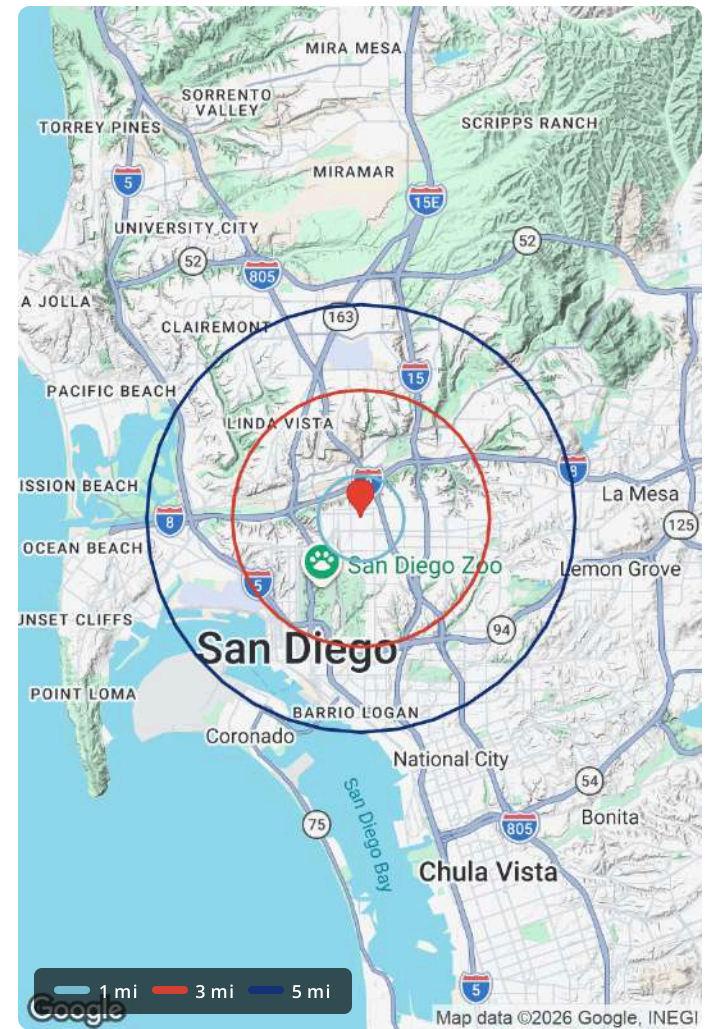 MIRA MESA
SORRENTO
VALLEY
TORREY PINES
SCRIPPS RANCH
MIRAMAR
5
15E
UNIVERSITY CITY
52
52
805
A JOLLA
163
CLAIREMONT
15
PACIFIC BEACH
LINDA VISTA
8
ISSION BEACH
La Mesa
8
125
OCEAN BEACH
San Diego Zoo
Lemon Grove
5
UNSET CLIFFS
94
San Diego
POINT LOMA
BARRIO LOGAN
Coronado
National City
54
San Diego Bay
75
805
Bonita
Chula Vista
5
1 mi 3 mi 5 mi
Google
Map data ©2026 Google, INEGI